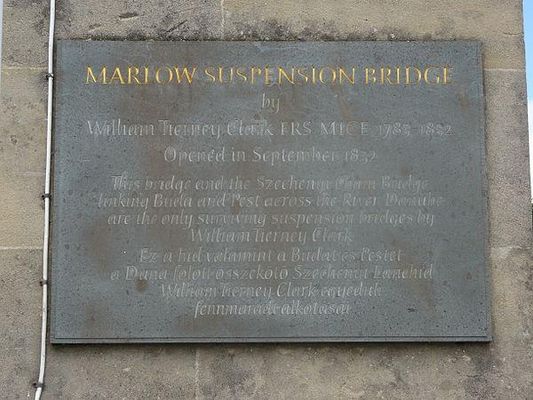 MARLOW SUSPENSION BRIDGE
by
William Tierney Clark FRS MICE 1783-1852
Opened in September 1832
This bridge and the Szechenyi Chain Bridge
linking Buda and Pest across the River Danube
are the only surviving suspension bridges by
William Tierney Clark
Ez a híd valamint a Budát és Pestet
a Duna fölött összekötő Széchenyi Lánchíd
William Tierney Clark egyedüli
fennmaradt alkotásai